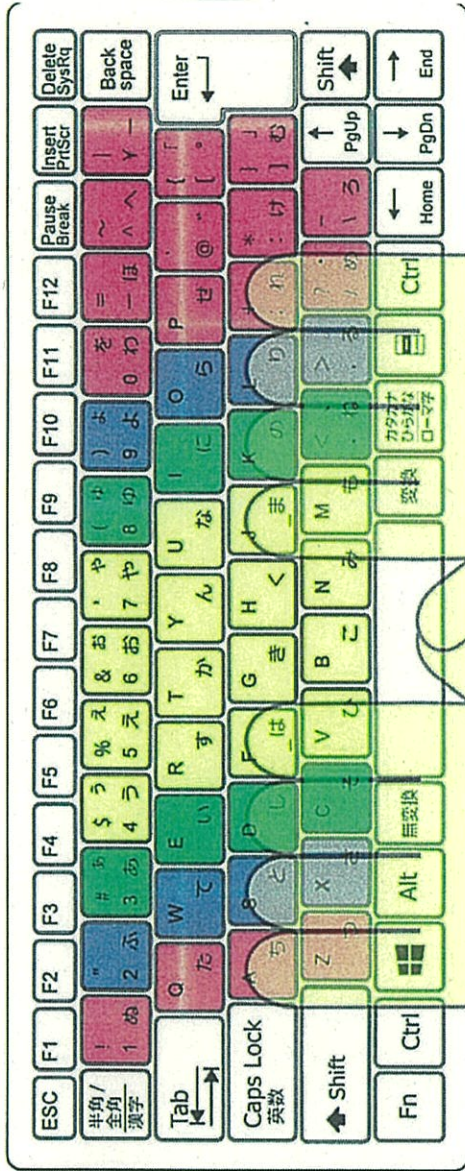 ESC F1 F2 F3 F4 F5 F6 F7 F8 F9 F10 F11 F12 Pause Break Insert PrtScr Delete SysRq
半角/全角 漢字 ! 1 ぬ " 2 ふ # ぁ 3 あ $ ぅ 4 う % ぇ 5 え & ぉ 6 お ' ゃ 7 や ( ゅ 8 ゆ ) ょ 9 よ を 0 わ = ー ほ ~ ^ へ | ¥ ー Back space
Tab Q た W て E い R す T か Y ん U な I に O ら P せ @ ゛ { 「 [ ゜ Enter
Caps Lock 英数 A ち S と D し F は G き H く J ま K の L り + ; れ * : け } 」 ] む
Shift Z つ X さ C そ V ひ B こ N み M も < , ね > . る ? ・ / め \ ろ ↑ PgUp Shift
Fn Ctrl Alt 無変換 変換 カタカナ ひらがな ローマ字 Ctrl ← Home ↓ PgDn → End